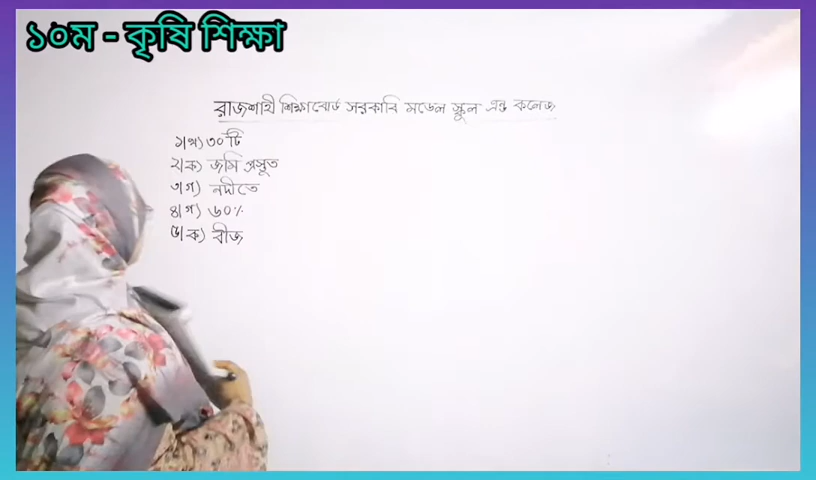 ১০ম - কৃষি শিক্ষা
রাজশাহী শিক্ষাবোর্ড সরকারি মডেল স্কুল এন্ড কলেজ
১। খ) ৩০টি
২। ক) জমি প্রস্তুত
৩। গ) নদীতে
৪। গ) ৬০%
৫। ক) বীজ